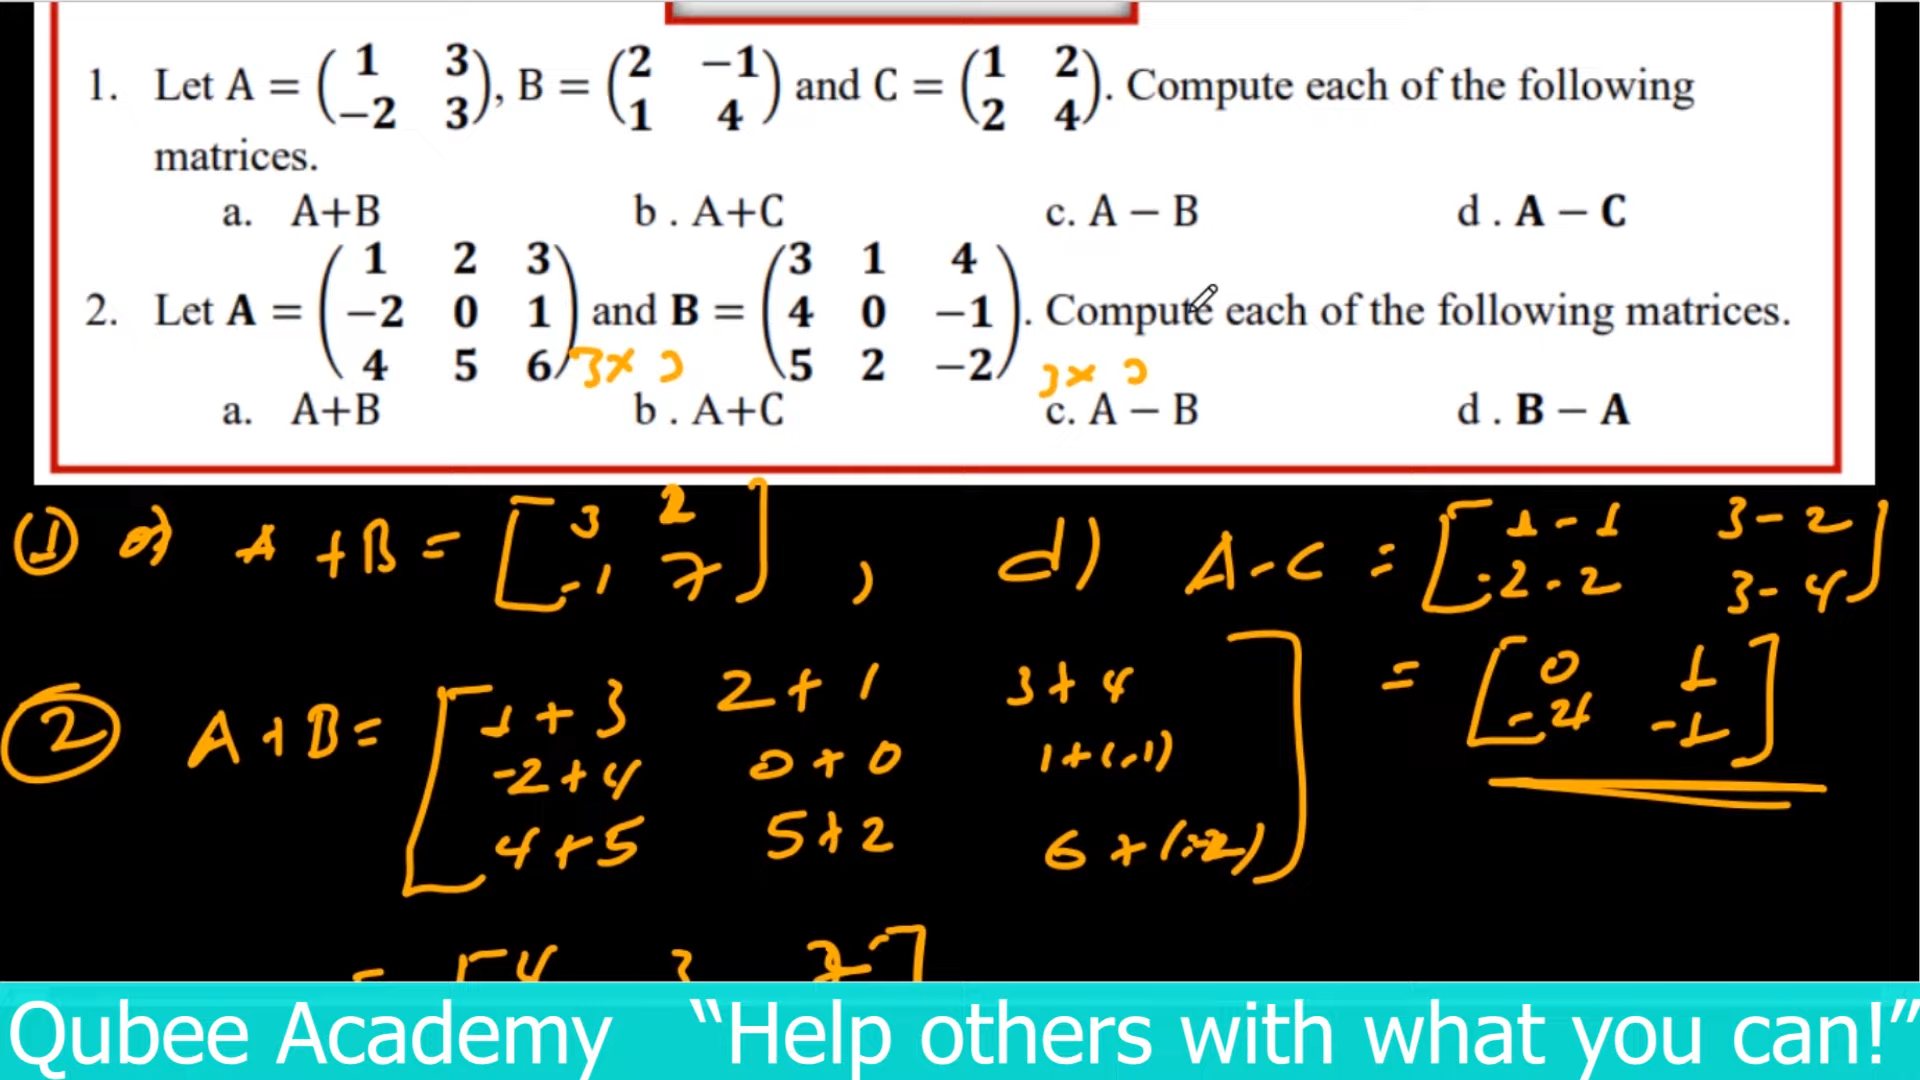 1. Let A = (1 3 −2 3), B = (2 −1 1 4) and C = (1 2 2 4). Compute each of the following
matrices.
a. A+B b . A+C c. A − B d . A − C
2. Let A = (1 2 3 −2 0 1 4 5 6) and B = (3 1 4 4 0 −1 5 2 −2). Compute each of the following matrices.
3 × 3 3 × 3
a. A+B b . A+C c. A − B d . B − A
① a) A + B = [3 2 -1 7] , d) A - C = [1 - 1 3 - 2 -2 - 2 3 - 4]
= [0 1 -4 -1]
② A + B = [1 + 3 2 + 1 3 + 4
-2 + 4 0 + 0 1 + (-1)
4 + 5 5 + 2 6 + (-2)]
= [4 3 7]
Qubee Academy “Help others with what you can!”